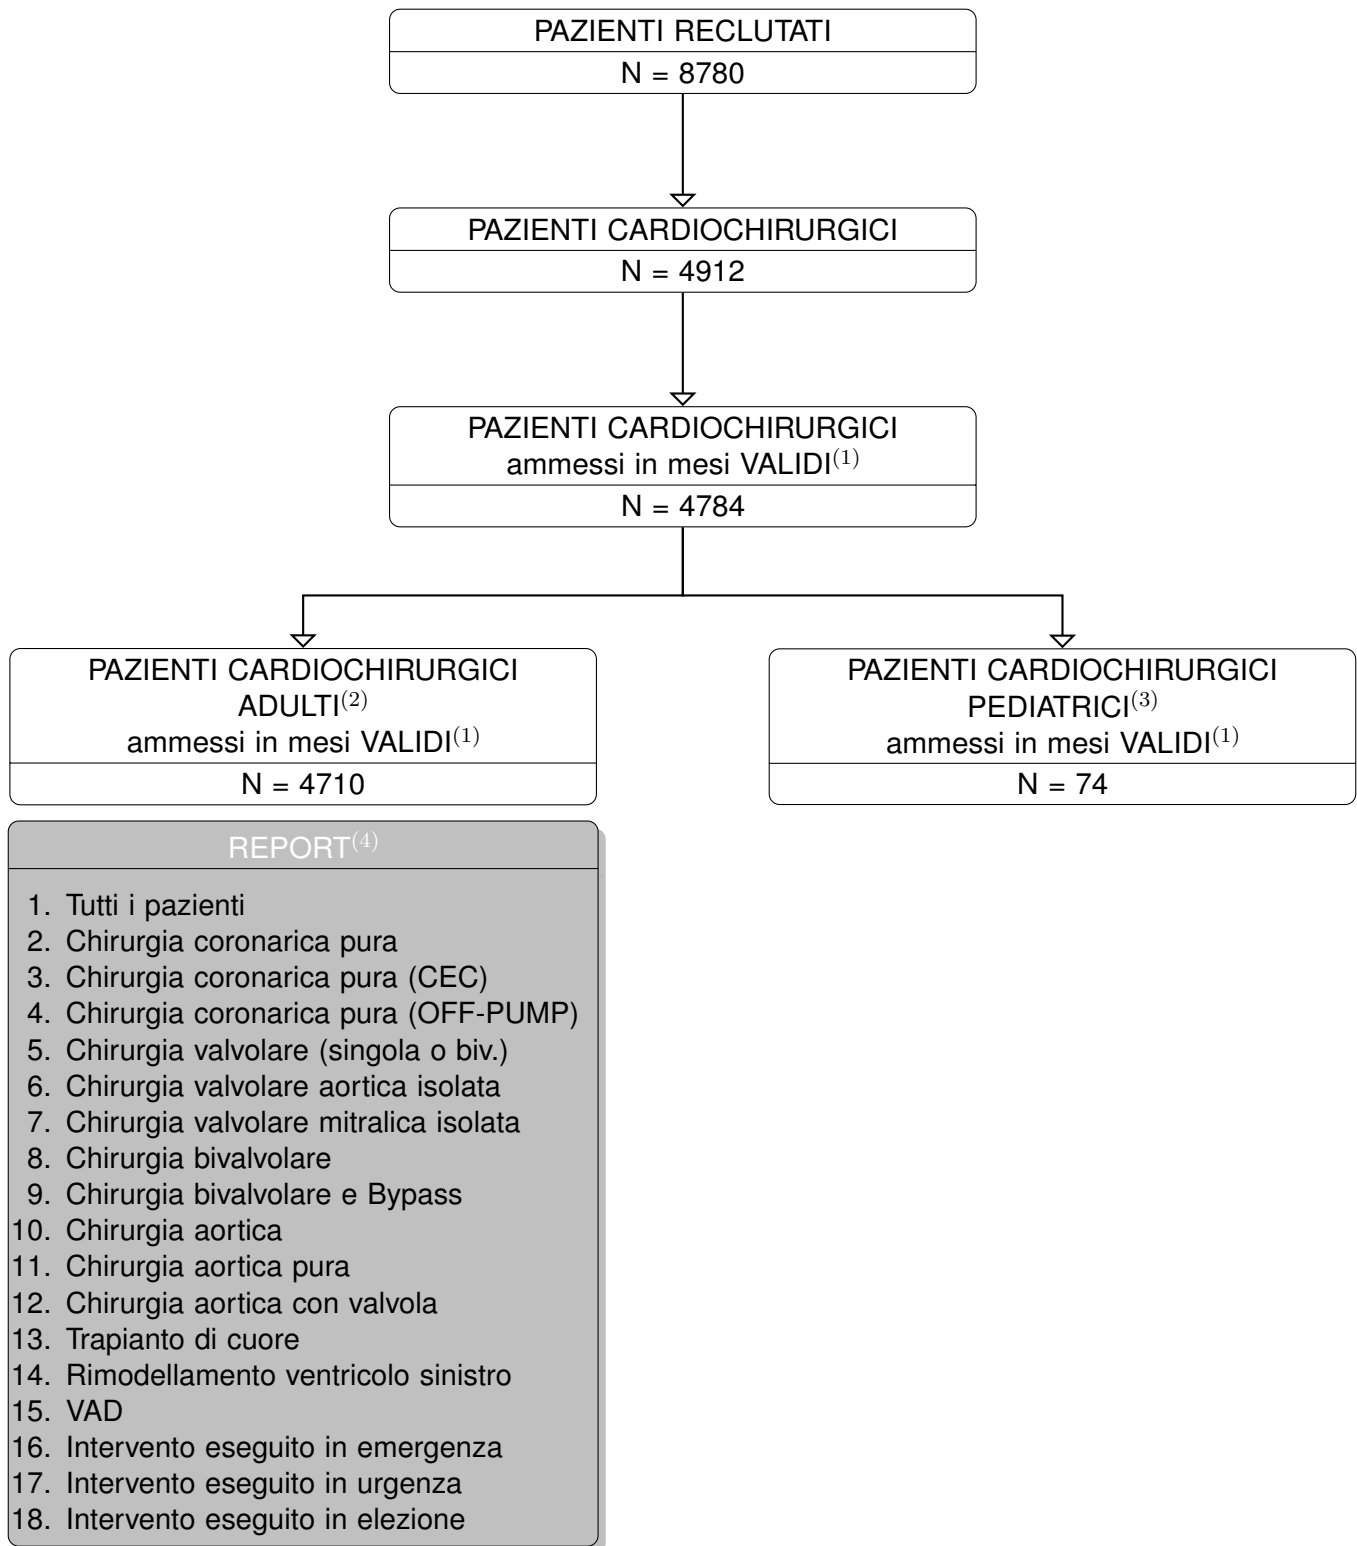 PAZIENTI RECLUTATI
N = 8780
PAZIENTI CARDIOCHIRURGICI
N = 4912
PAZIENTI CARDIOCHIRURGICI
ammessi in mesi VALIDI(1)
N = 4784
PAZIENTI CARDIOCHIRURGICI
ADULTI(2)
ammessi in mesi VALIDI(1)
N = 4710
PAZIENTI CARDIOCHIRURGICI
PEDIATRICI(3)
ammessi in mesi VALIDI(1)
N = 74
REPORT(4)
1. Tutti i pazienti
2. Chirurgia coronarica pura
3. Chirurgia coronarica pura (CEC)
4. Chirurgia coronarica pura (OFF-PUMP)
5. Chirurgia valvolare (singola o biv.)
6. Chirurgia valvolare aortica isolata
7. Chirurgia valvolare mitralica isolata
8. Chirurgia bivalvolare
9. Chirurgia bivalvolare e Bypass
10. Chirurgia aortica
11. Chirurgia aortica pura
12. Chirurgia aortica con valvola
13. Trapianto di cuore
14. Rimodellamento ventricolo sinistro
15. VAD
16. Intervento eseguito in emergenza
17. Intervento eseguito in urgenza
18. Intervento eseguito in elezione